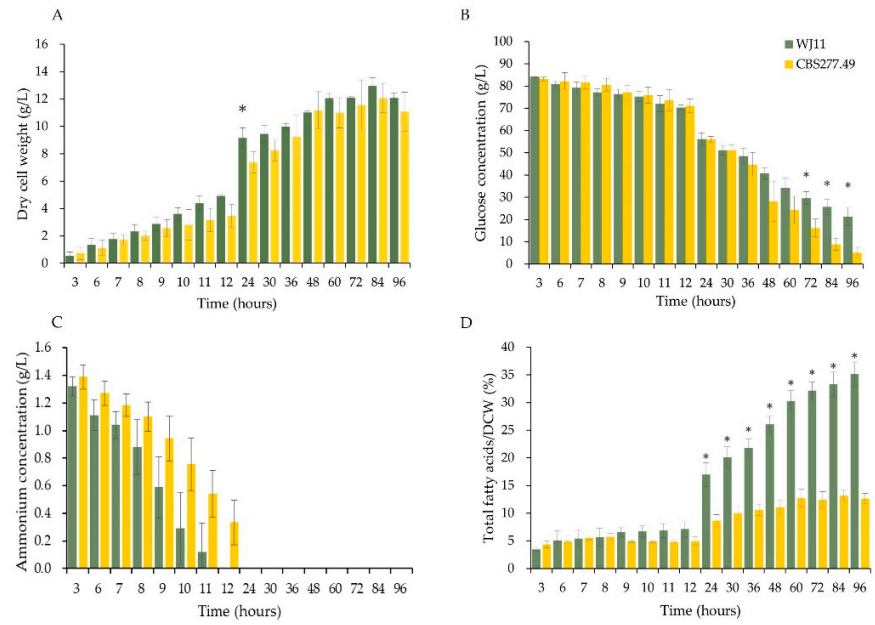 A
Dry cell weight (g/L)
16
14
12
10
8
6
4
2
0
*
3 6 7 8 9 10 11 12 24 30 36 48 60 72 84 96
Time (hours)
B
Glucose concentration (g/L)
100
90
80
70
60
50
40
30
20
10
0
WJ11
CBS277.49
* * *
3 6 7 8 9 10 11 12 24 30 36 48 60 72 84 96
Time (hours)
C
Ammonium concentration (g/L)
1.6
1.4
1.2
1.0
0.8
0.6
0.4
0.2
0.0
3 6 7 8 9 10 11 12 24 30 36 48 60 72 84 96
Time (hours)
D
Total fatty acids/DCW (%)
40
35
30
25
20
15
10
5
0
* * * * * * * *
3 6 7 8 9 10 11 12 24 30 36 48 60 72 84 96
Time (hours)